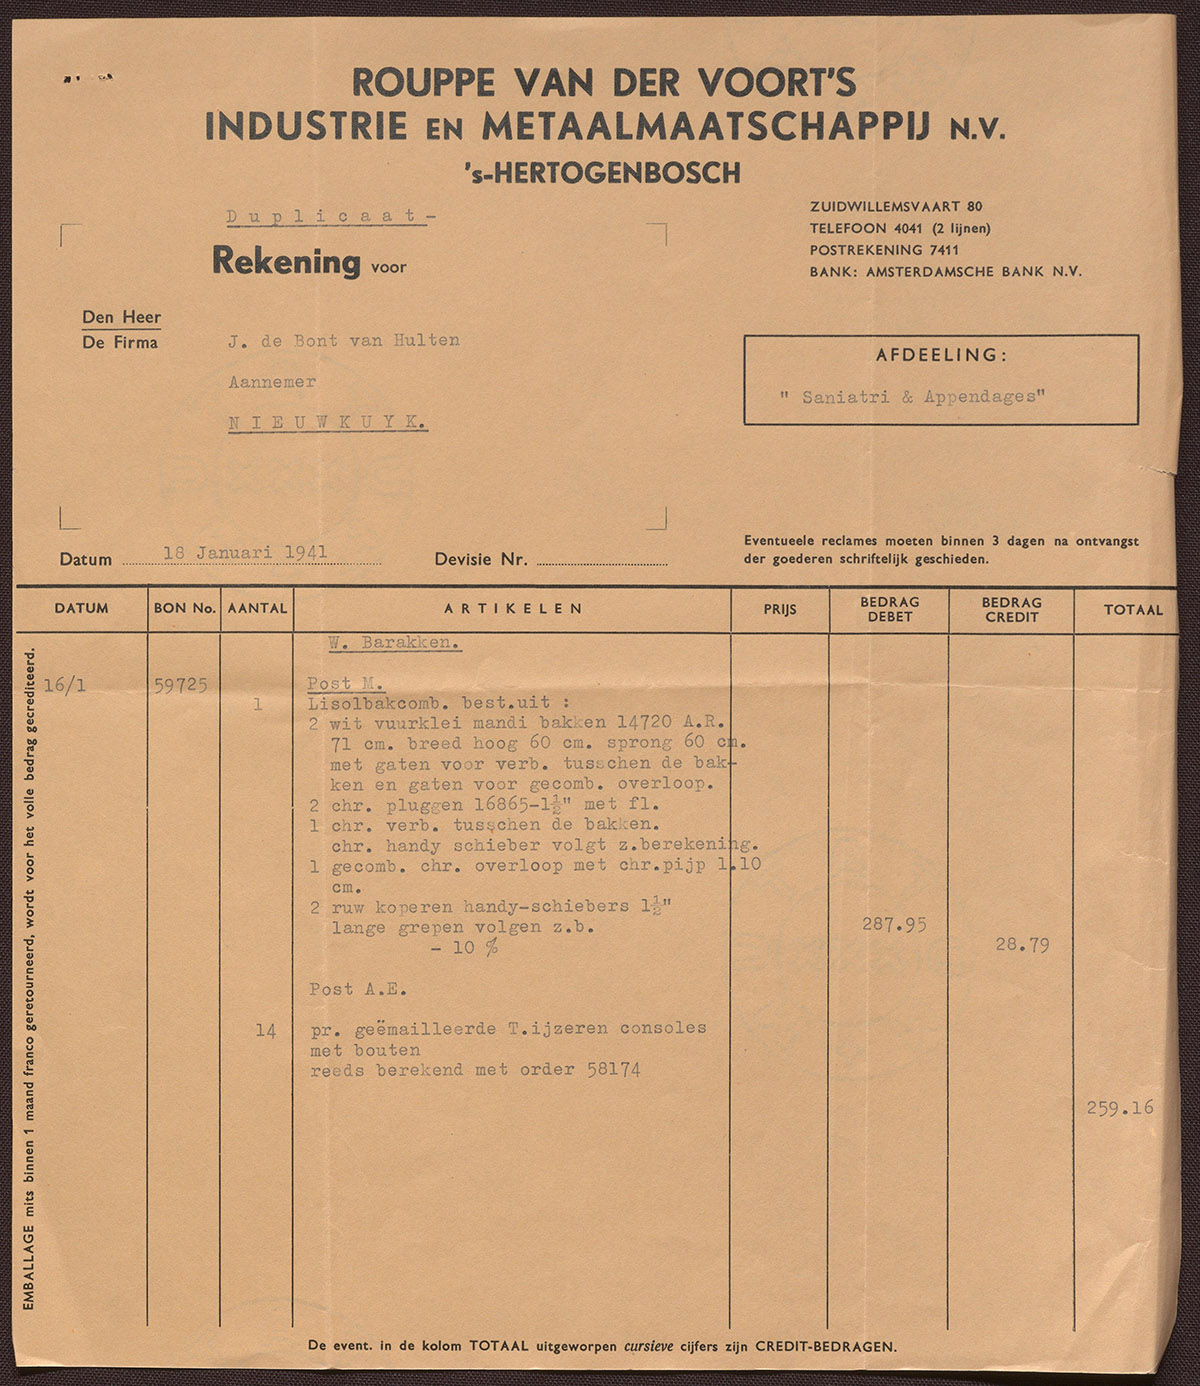 ROUPPE VAN DER VOORT'S
INDUSTRIE EN METAALMAATSCHAPPIJ N.V.
's-HERTOGENBOSCH
Duplicaat-
Rekening voor
ZUIDWILLEMSVAART 80
TELEFOON 4041 (2 lijnen)
POSTREKENING 7411
BANK: AMSTERDAMSCHE BANK N.V.
Den Heer
De Firma
J. de Bont van Hulten
Aannemer
NIEUWKUYK.
AFDEELING:
" Saniatri & Appendages"
Datum 18 Januari 1941
Devisie Nr.
Eventueele reclames moeten binnen 3 dagen na ontvangst
der goederen schriftelijk geschieden.
DATUM BON No. AANTAL ARTIKELEN PRIJS BEDRAG DEBET BEDRAG CREDIT TOTAAL
W. Barakken.
16/1 59725 Post M.
1 Lisolbakcomb. best.uit :
2 wit vuurklei mandi bakken 14720 A.R.
71 cm. breed hoog 60 cm. sprong 60 cm.
met gaten voor verb. tusschen de bak-
ken en gaten voor gecomb. overloop.
2 chr. pluggen 16865-1½" met fl.
1 chr. verb. tusschen de bakken.
chr. handy schieber volgt z.berekening.
1 gecomb. chr. overloop met chr.pijp 1.10
cm.
2 ruw koperen handy-schiebers 1½"
lange grepen volgen z.b. 287.95
- 10 % 28.79
Post A.E.
14 pr. geëmailleerde T.ijzeren consoles
met bouten
reeds berekend met order 58174
259.16
EMBALLAGE mits binnen 1 maand franco geretourneerd, wordt voor het volle bedrag gecrediteerd.
De event. in de kolom TOTAAL uitgeworpen cursieve cijfers zijn CREDIT-BEDRAGEN.